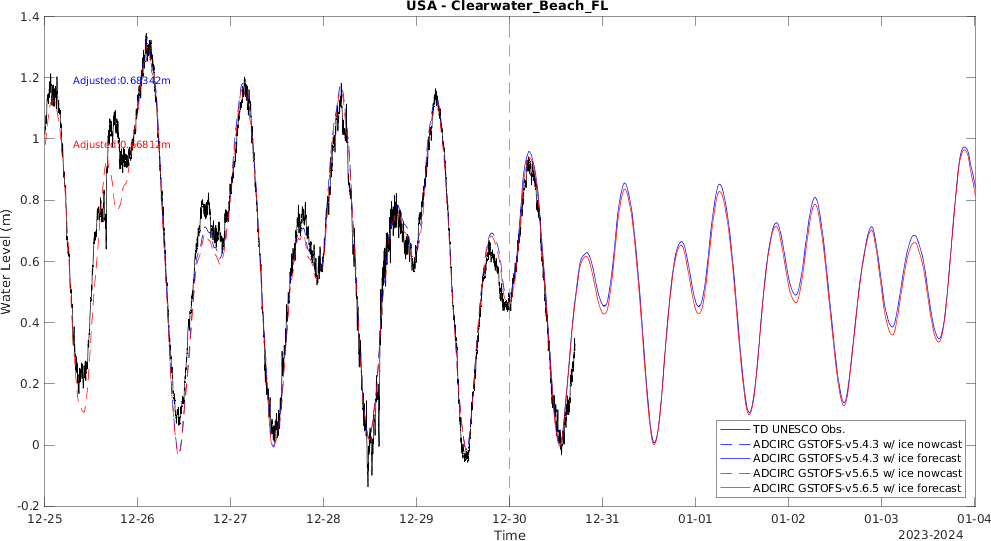 USA - Clearwater_Beach_FL
1.4
1.2
1
0.8
0.6
0.4
0.2
0
-0.2
Water Level (m)
Adjusted:0.68342m
Adjusted:0.66812m
TD UNESCO Obs.
ADCIRC GSTOFS-v5.4.3 w/ ice nowcast
ADCIRC GSTOFS-v5.4.3 w/ ice forecast
ADCIRC GSTOFS-v5.6.5 w/ ice nowcast
ADCIRC GSTOFS-v5.6.5 w/ ice forecast
12-25 12-26 12-27 12-28 12-29 12-30 12-31 01-01 01-02 01-03 01-04
Time
2023-2024